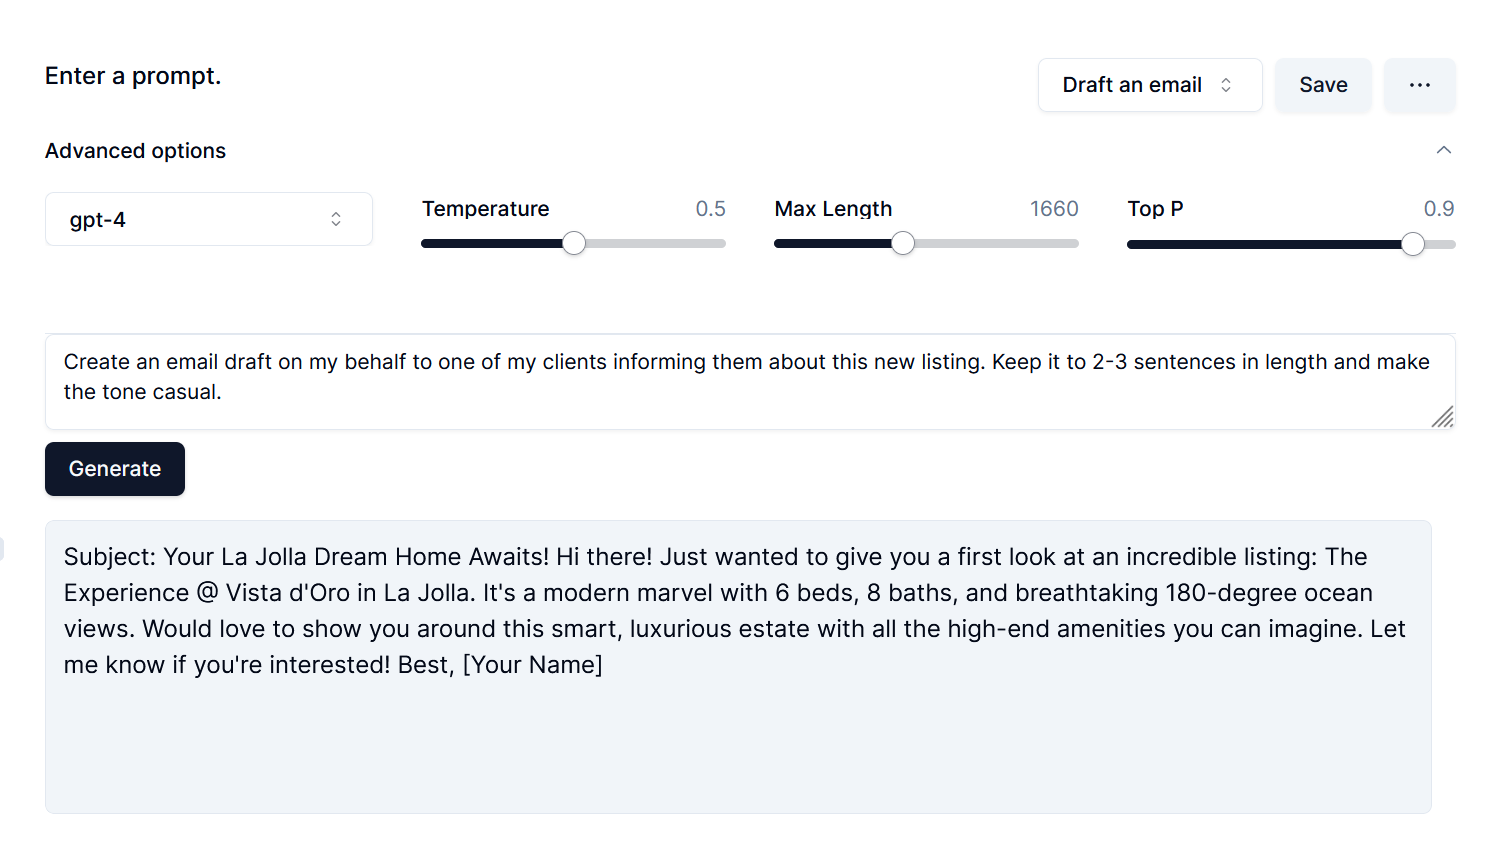 Enter a prompt.
Draft an email
Save
...
Advanced options
gpt-4
Temperature 0.5
Max Length 1660
Top P 0.9
Create an email draft on my behalf to one of my clients informing them about this new listing. Keep it to 2-3 sentences in length and make
the tone casual.
Generate
Subject: Your La Jolla Dream Home Awaits! Hi there! Just wanted to give you a first look at an incredible listing: The
Experience @ Vista d'Oro in La Jolla. It's a modern marvel with 6 beds, 8 baths, and breathtaking 180-degree ocean
views. Would love to show you around this smart, luxurious estate with all the high-end amenities you can imagine. Let
me know if you're interested! Best, [Your Name]